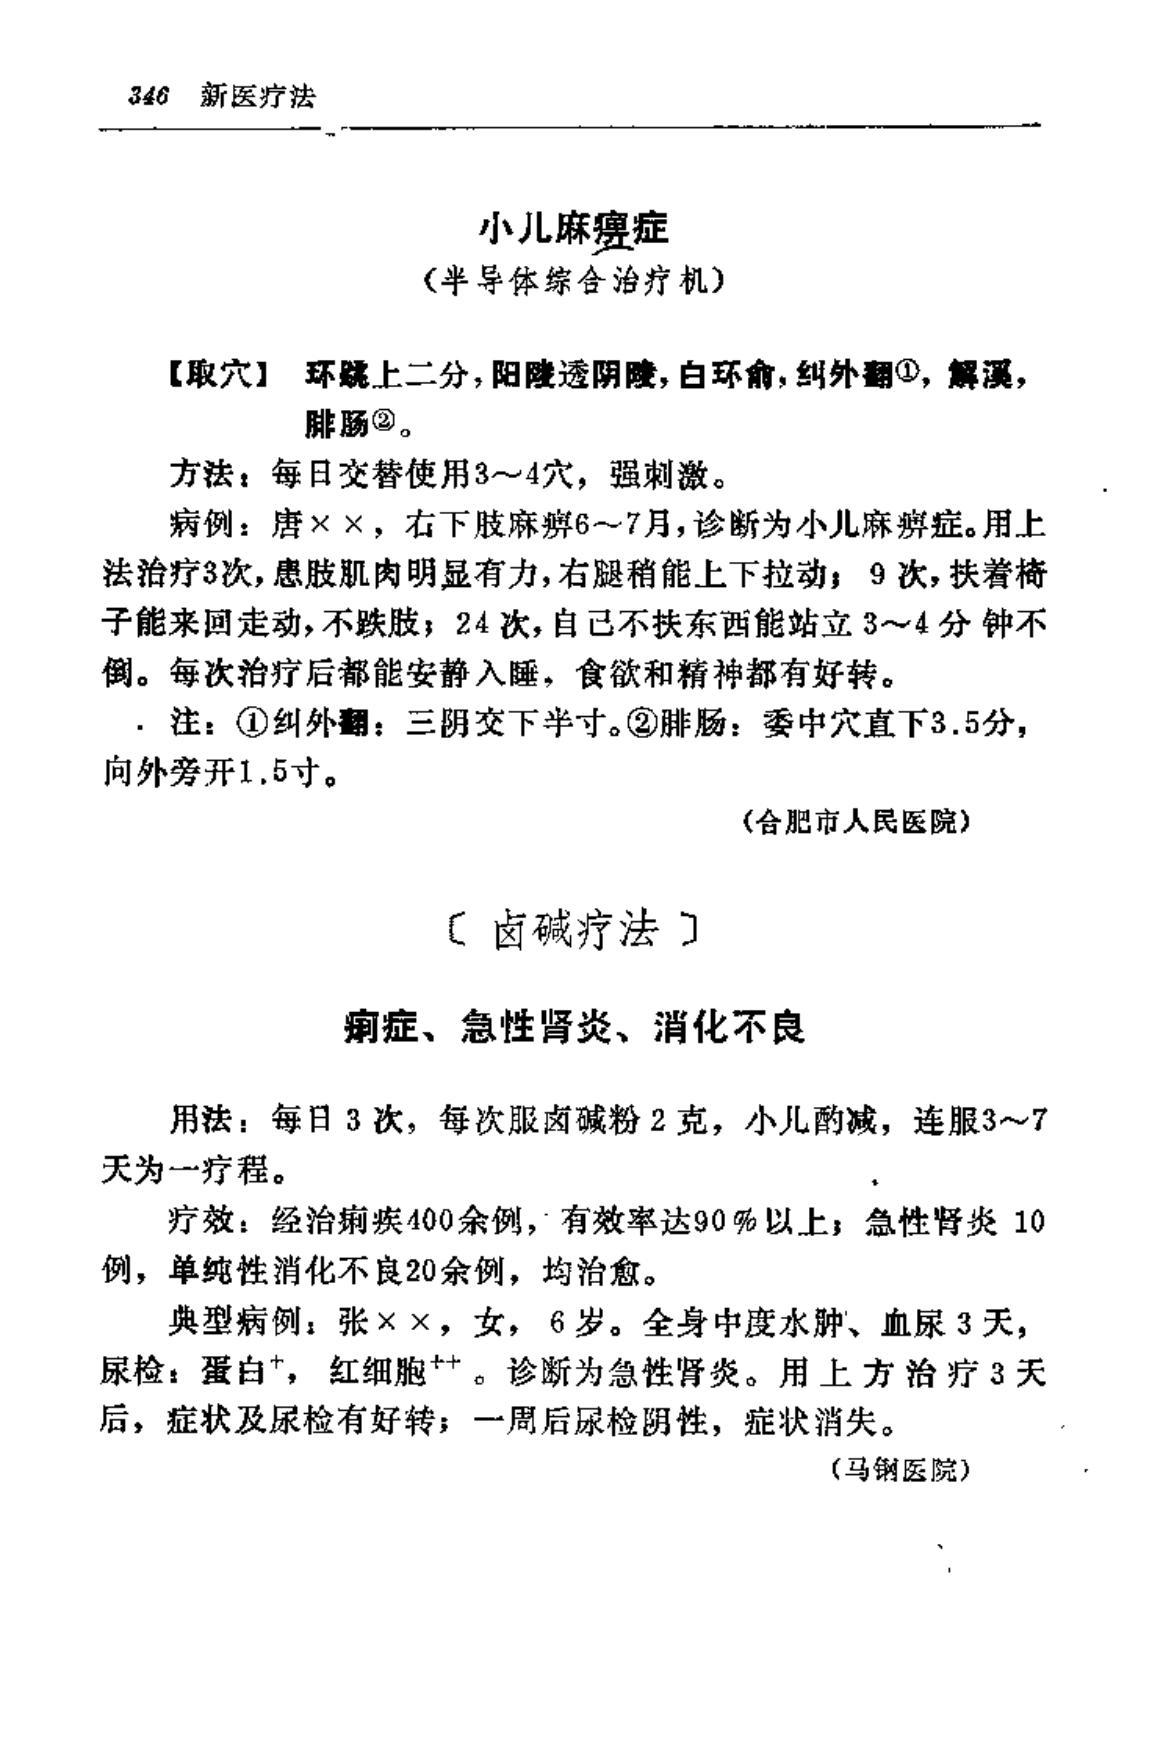 346 新医疗法
小儿麻痹症
（半导体综合治疗机）
【取穴】 环跳上二分，阳陵透阴陵，白环俞，纠外翻①，解溪，
腓肠②。
方法：每日交替使用3～4穴，强刺激。
病例：唐××，右下肢麻痹6～7月，诊断为小儿麻痹症。用上
法治疗3次，患肢肌肉明显有力，右腿稍能上下拉动；9次，扶着椅
子能来回走动，不跌肢；24次，自己不扶东西能站立3～4分钟不
倒。每次治疗后都能安静入睡，食欲和精神都有好转。
注：①纠外翻：三阴交下半寸。②腓肠：委中穴直下3.5分，
向外旁开1.5寸。
（合肥市人民医院）
〔卤碱疗法〕
痢症、急性肾炎、消化不良
用法：每日3次，每次服卤碱粉2克，小儿酌减，连服3～7
天为一疗程。
疗效：经治痢疾400余例，有效率达90%以上；急性肾炎10
例，单纯性消化不良20余例，均治愈。
典型病例：张××，女，6岁。全身中度水肿、血尿3天，
尿检：蛋白⁺，红细胞⁺⁺。诊断为急性肾炎。用上方治疗3天
后，症状及尿检有好转；一周后尿检阴性，症状消失。
（马钢医院）